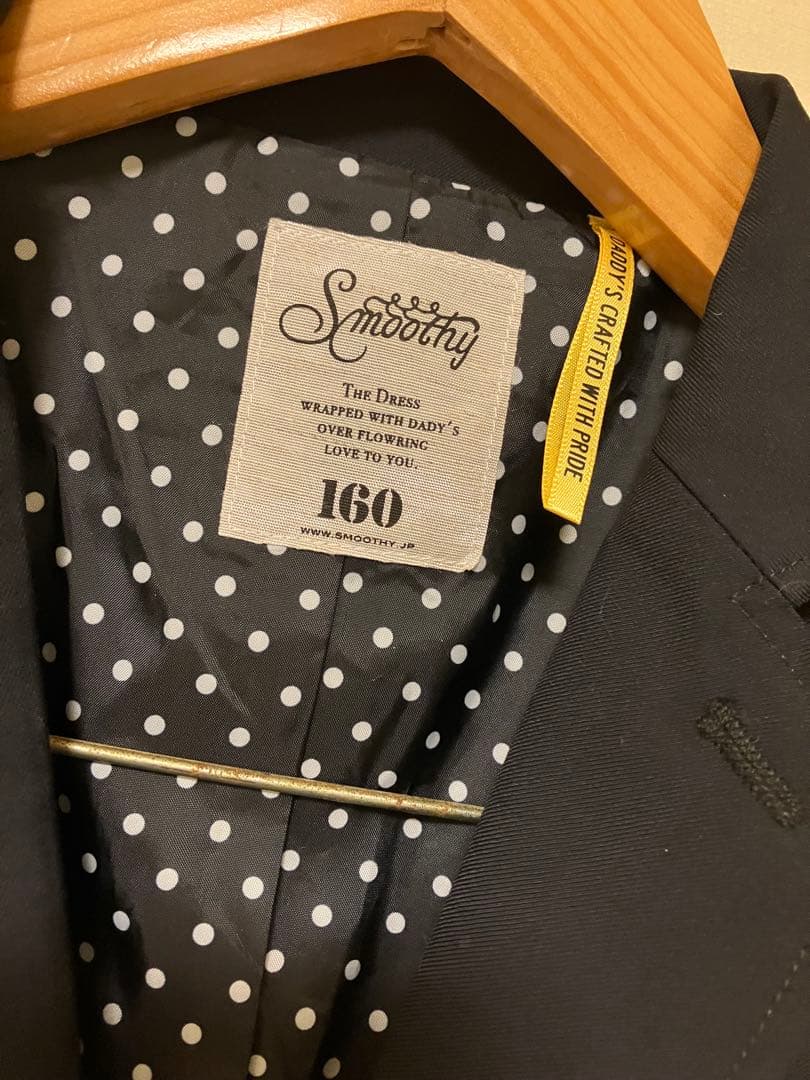 Smoothy
THE DRESS
WRAPPED WITH DADY'S
OVER FLOWRING
LOVE TO YOU.
160
WWW.SMOOTHY.JP
DADDY'S CRAFTED WITH PRIDE